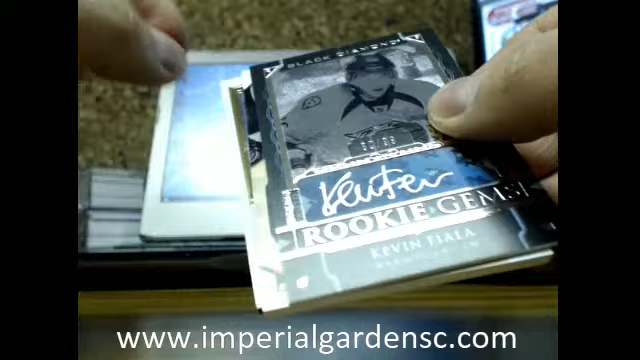 BLACK DIAMOND
ROOKIE GEMS
KEVIN FIALA
www.imperialgardensc.com